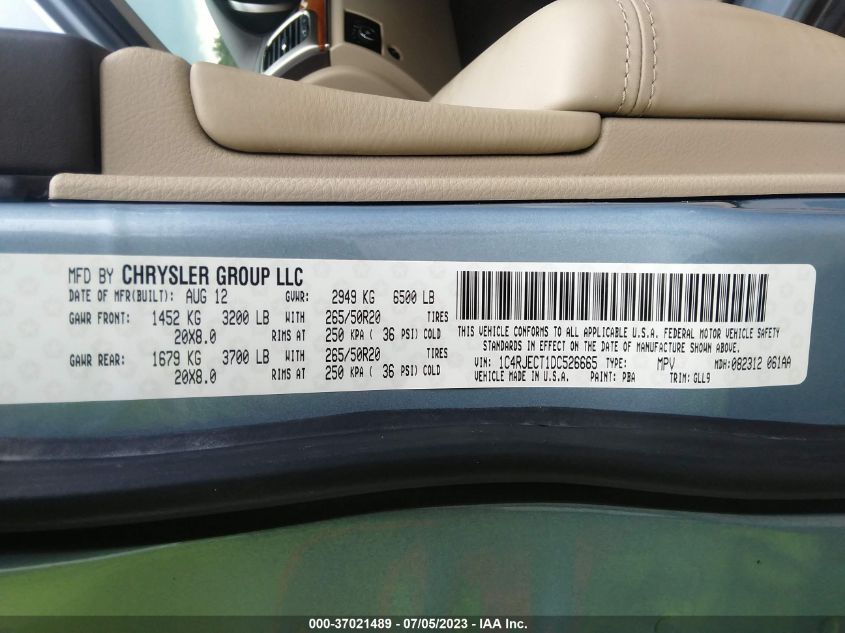 MFD BY CHRYSLER GROUP LLC
DATE OF MFR(BUILT): AUG 12 GVWR: 2949 KG 6500 LB
GAWR FRONT: 1452 KG 3200 LB WITH 265/50R20 TIRES
20X8.0 RIMS AT 250 KPA ( 36 PSI) COLD
GAWR REAR: 1679 KG 3700 LB WITH 265/50R20 TIRES
20X8.0 RIMS AT 250 KPA ( 36 PSI) COLD
THIS VEHICLE CONFORMS TO ALL APPLICABLE U.S.A. FEDERAL MOTOR VEHICLE SAFETY
STANDARDS IN EFFECT ON THE DATE OF MANUFACTURE SHOWN ABOVE.
VIN: 1C4RJECT1DC526665 TYPE: MPV MDH:082312 061AA
VEHICLE MADE IN U.S.A. PAINT: PBA TRIM: GLL9
000-37021489 - 07/05/2023 - IAA Inc.